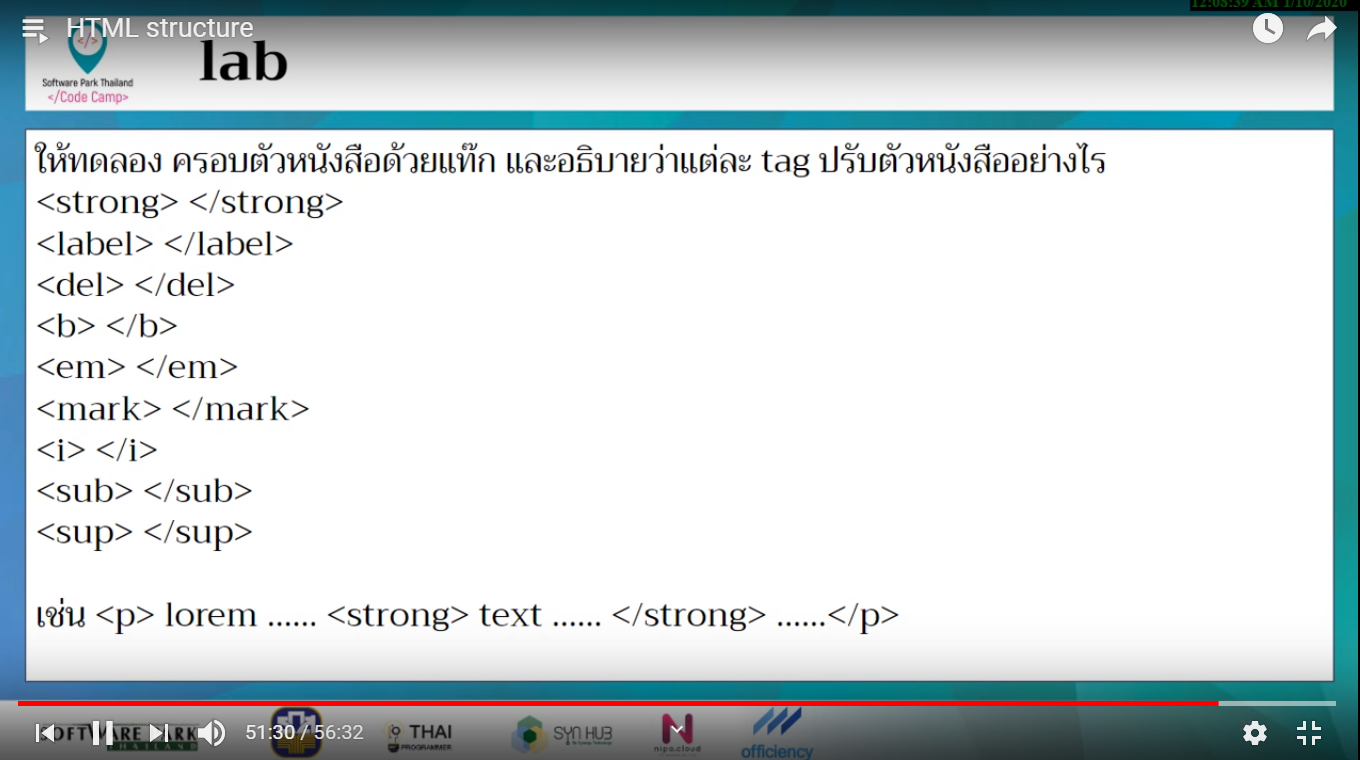 12:08:39 AM 1/10/2020
HTML structure
lab
Software Park Thailand
</Code Camp>
ให้ทดลอง ครอบตัวหนังสือด้วยแท๊ก และอธิบายว่าแต่ละ tag ปรับตัวหนังสืออย่างไร
<strong> </strong>
<label> </label>
<del> </del>
<b> </b>
<em> </em>
<mark> </mark>
<i> </i>
<sub> </sub>
<sup> </sup>
เช่น <p> lorem ...... <strong> text ...... </strong> ......</p>
SOFTWARE PARK
THAILAND
51:30 / 56:32
THAI
PROGRAMMER
SYN HUB
nipa.cloud
officiency